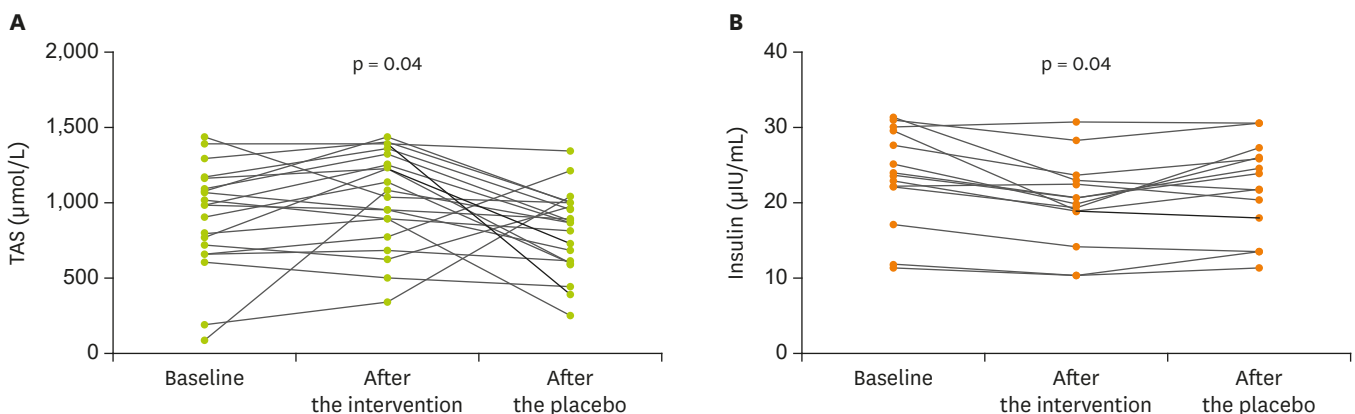 A
TAS (µmol/L)
2,000
1,500
1,000
500
0
p = 0.04
Baseline
After
the intervention
After
the placebo
B
Insulin (µIU/mL)
40
30
20
10
0
p = 0.04
Baseline
After
the intervention
After
the placebo